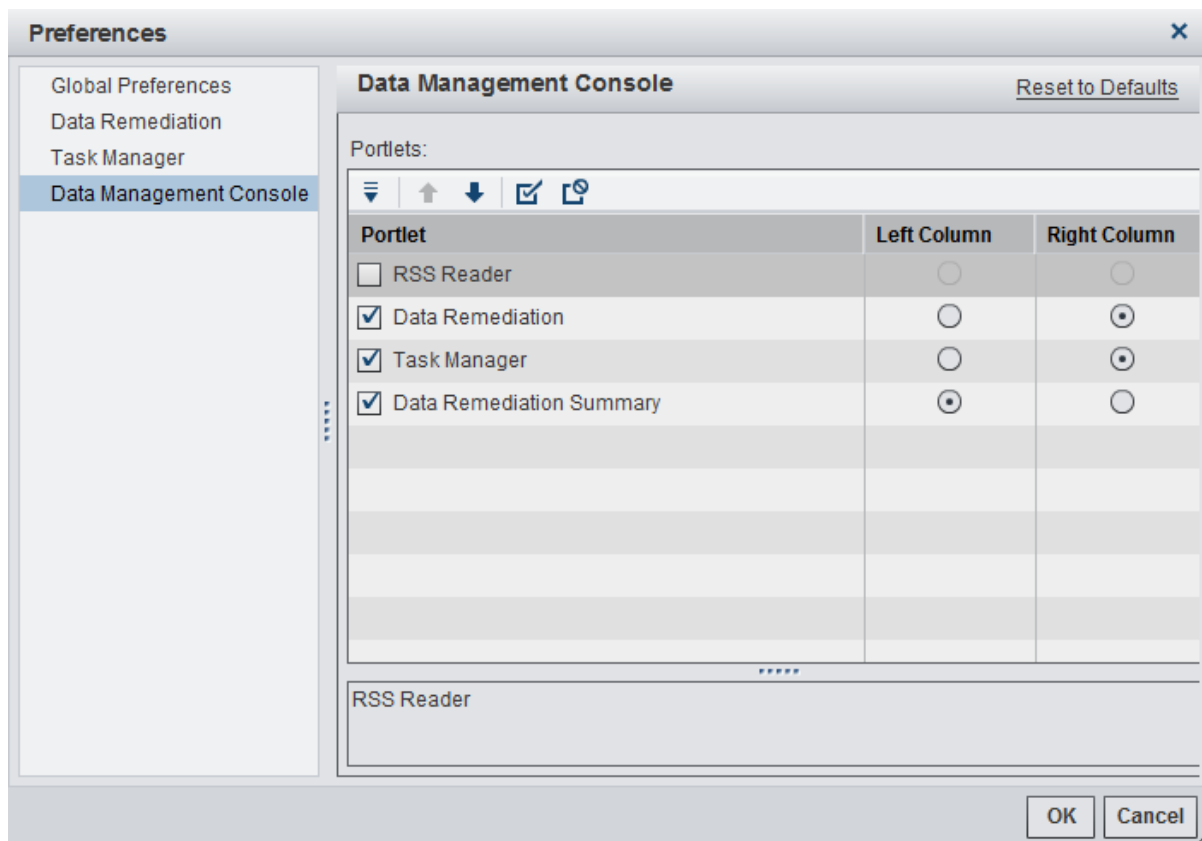 Preferences
Global Preferences
Data Remediation
Task Manager
Data Management Console
Data Management Console
Reset to Defaults
Portlets:
Portlet Left Column Right Column
RSS Reader
Data Remediation
Task Manager
Data Remediation Summary
RSS Reader
OK Cancel